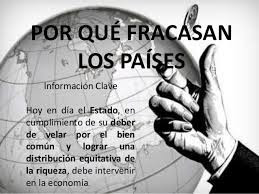 POR QUÉ FRACASAN
LOS PAÍSES
Información Clave
Hoy en día el Estado, en
cumplimiento de su deber
de velar por el bien
común y lograr una
distribución equitativa de
la riqueza, debe intervenir
en la economía